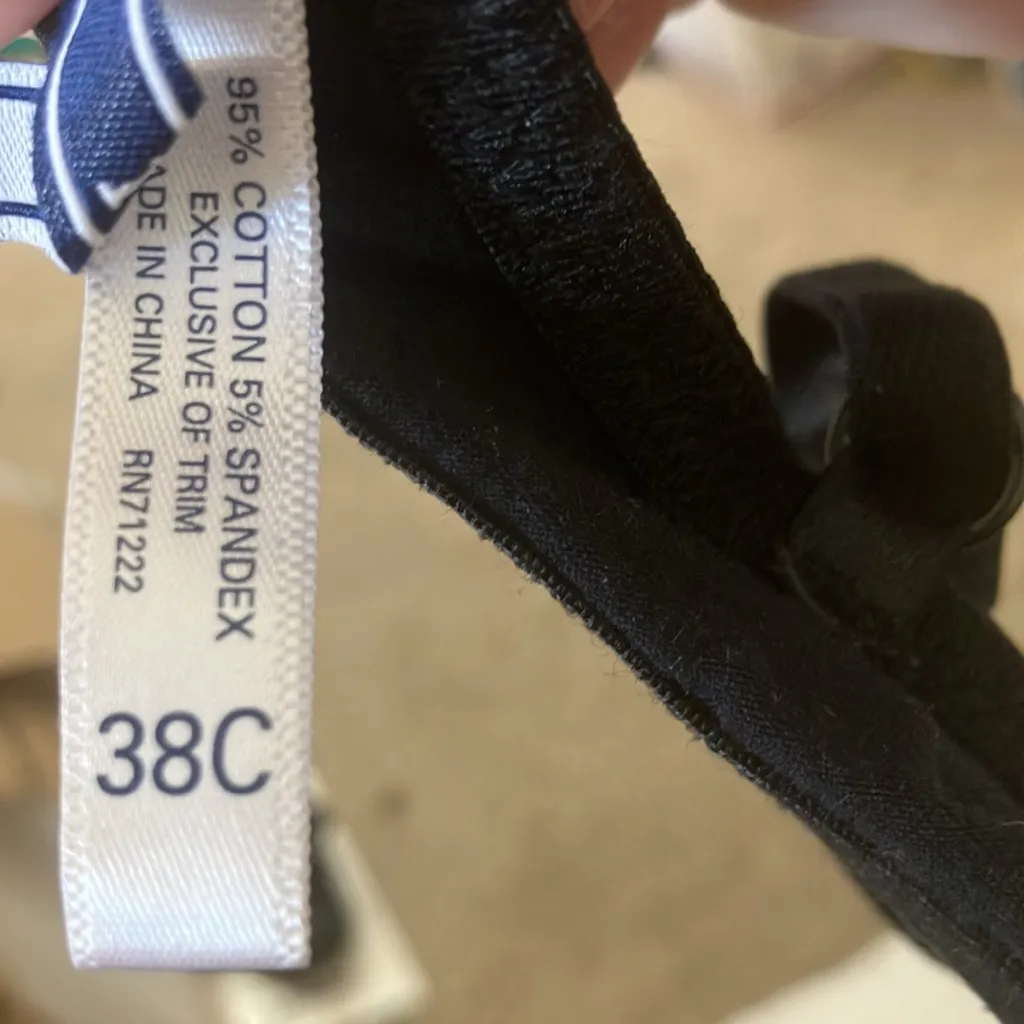 95% COTTON 5% SPANDEX
EXCLUSIVE OF TRIM
ADE IN CHINA RN71222
38C